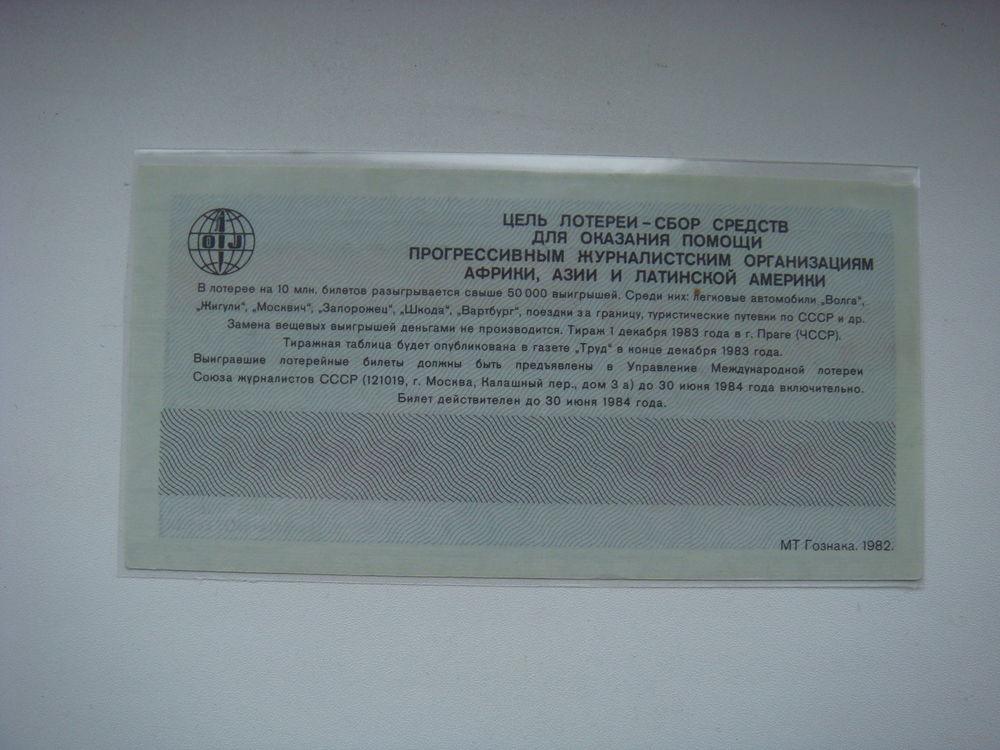 OIJ
ЦЕЛЬ ЛОТЕРЕИ – СБОР СРЕДСТВ
ДЛЯ ОКАЗАНИЯ ПОМОЩИ
ПРОГРЕССИВНЫМ ЖУРНАЛИСТСКИМ ОРГАНИЗАЦИЯМ
АФРИКИ, АЗИИ И ЛАТИНСКОЙ АМЕРИКИ
В лотерее на 10 млн. билетов разыгрывается свыше 50 000 выигрышей. Среди них: легковые автомобили „Волга“,
„Жигули“, „Москвич“, „Запорожец“, „Шкода“, „Вартбург“, поездки за границу, туристические путевки по СССР и др.
Замена вещевых выигрышей деньгами не производится. Тираж 1 декабря 1983 года в г. Праге (ЧССР).
Тиражная таблица будет опубликована в газете „Труд“ в конце декабря 1983 года.
Выигравшие лотерейные билеты должны быть предъявлены в Управление Международной лотереи
Союза журналистов СССР (121019, г. Москва, Калашный пер., дом 3 а) до 30 июня 1984 года включительно.
Билет действителен до 30 июня 1984 года.
МТ Гознака. 1982.